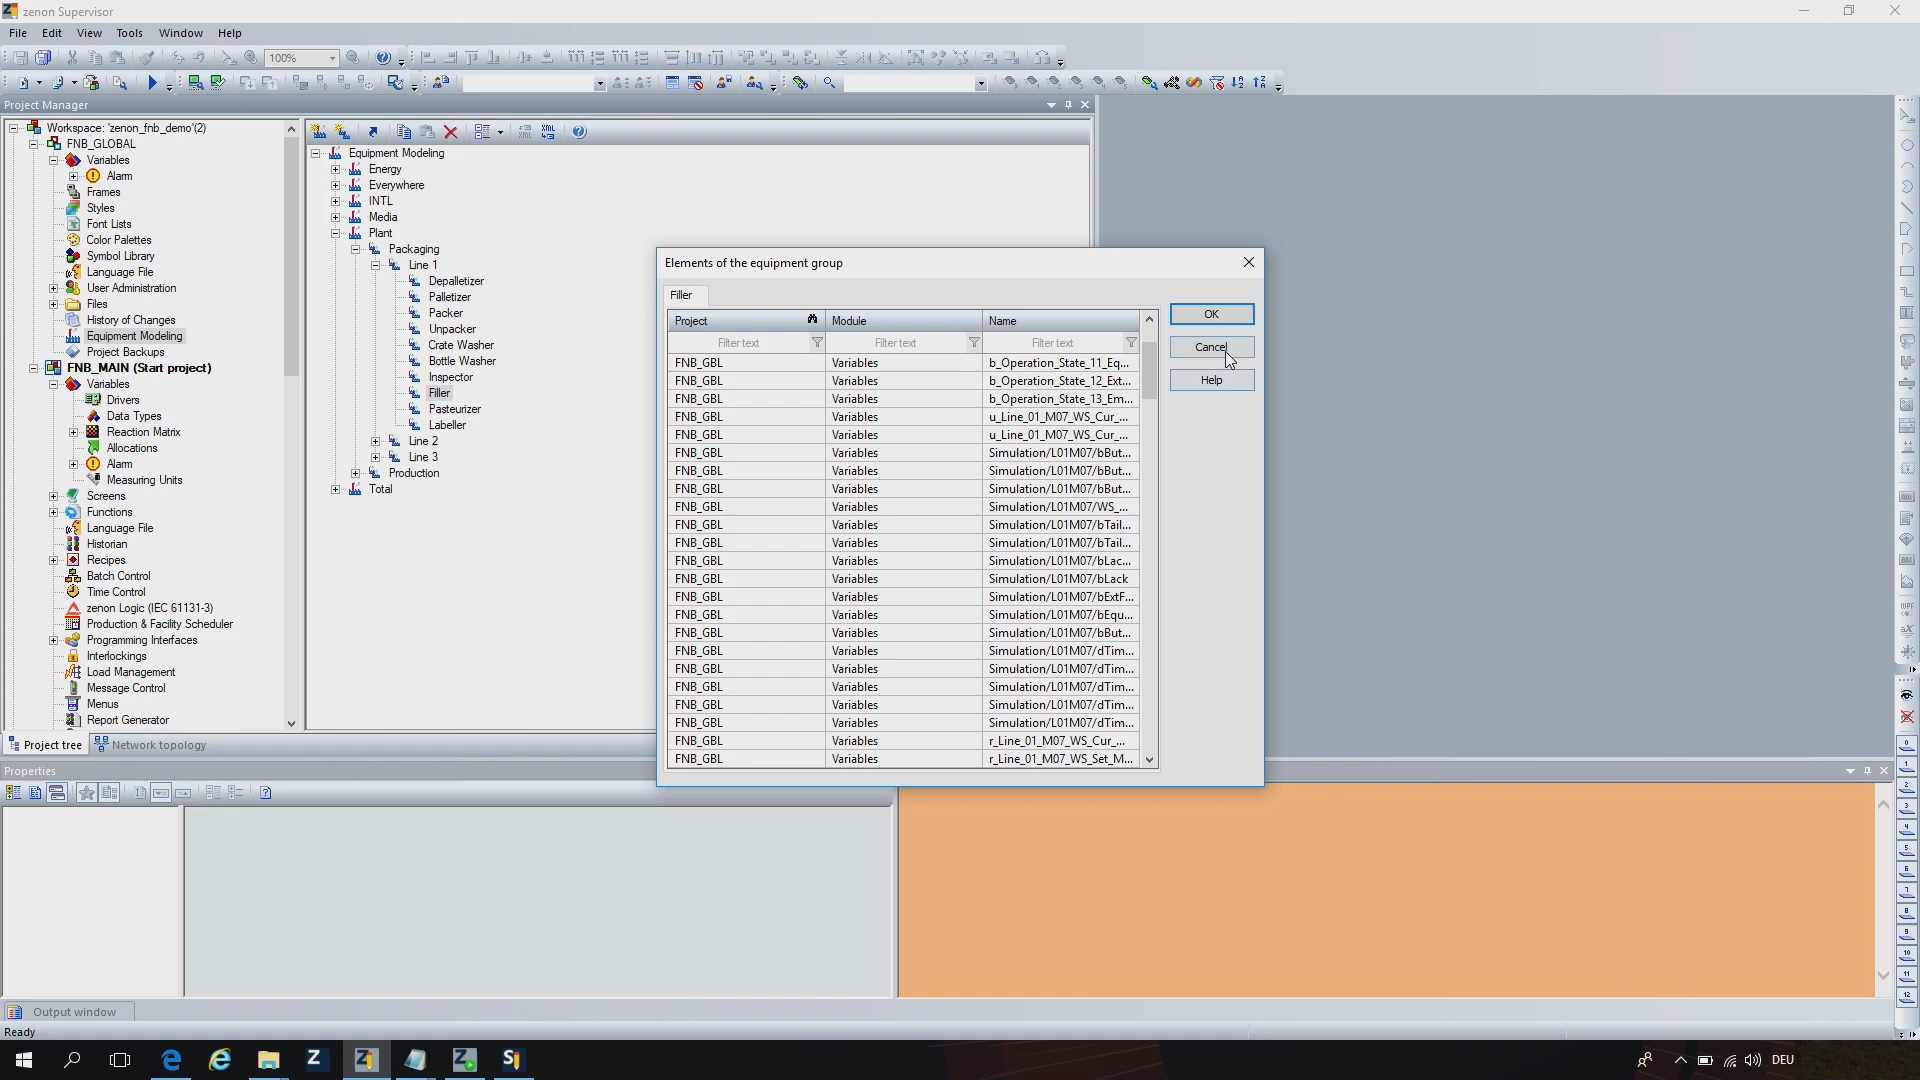 zenon Supervisor
File Edit View Tools Window Help
100%
Project Manager
Workspace: 'zenon_fnb_demo'(2)
FNB_GLOBAL
Variables
Alarm
Frames
Styles
Font Lists
Color Palettes
Symbol Library
Language File
User Administration
Files
History of Changes
Equipment Modeling
Project Backups
FNB_MAIN (Start project)
Variables
Drivers
Data Types
Reaction Matrix
Allocations
Alarm
Measuring Units
Screens
Functions
Language File
Historian
Recipes
Batch Control
Time Control
zenon Logic (IEC 61131-3)
Production & Facility Scheduler
Programming Interfaces
Interlockings
Load Management
Message Control
Menus
Report Generator
Project tree
Network topology
Equipment Modeling
Energy
Everywhere
INTL
Media
Plant
Packaging
Line 1
Depalletizer
Palletizer
Packer
Unpacker
Crate Washer
Bottle Washer
Inspector
Filler
Pasteurizer
Labeller
Line 2
Line 3
Production
Total
Elements of the equipment group
Filler
Project Module Name
Filter text Filter text Filter text
FNB_GBL Variables b_Operation_State_11_Eq...
FNB_GBL Variables b_Operation_State_12_Ext...
FNB_GBL Variables b_Operation_State_13_Em...
FNB_GBL Variables u_Line_01_M07_WS_Cur_...
FNB_GBL Variables u_Line_01_M07_WS_Cur_...
FNB_GBL Variables Simulation/L01M07/bBut...
FNB_GBL Variables Simulation/L01M07/bBut...
FNB_GBL Variables Simulation/L01M07/bBut...
FNB_GBL Variables Simulation/L01M07/WS_...
FNB_GBL Variables Simulation/L01M07/bTail...
FNB_GBL Variables Simulation/L01M07/bTail...
FNB_GBL Variables Simulation/L01M07/bLac...
FNB_GBL Variables Simulation/L01M07/bLack
FNB_GBL Variables Simulation/L01M07/bExtF...
FNB_GBL Variables Simulation/L01M07/bEqu...
FNB_GBL Variables Simulation/L01M07/bBut...
FNB_GBL Variables Simulation/L01M07/dTim...
FNB_GBL Variables Simulation/L01M07/dTim...
FNB_GBL Variables Simulation/L01M07/dTim...
FNB_GBL Variables Simulation/L01M07/dTim...
FNB_GBL Variables Simulation/L01M07/dTim...
FNB_GBL Variables r_Line_01_M07_WS_Cur_...
FNB_GBL Variables r_Line_01_M07_WS_Set_M...
OK
Cancel
Help
Properties
Output window
Ready
DEU